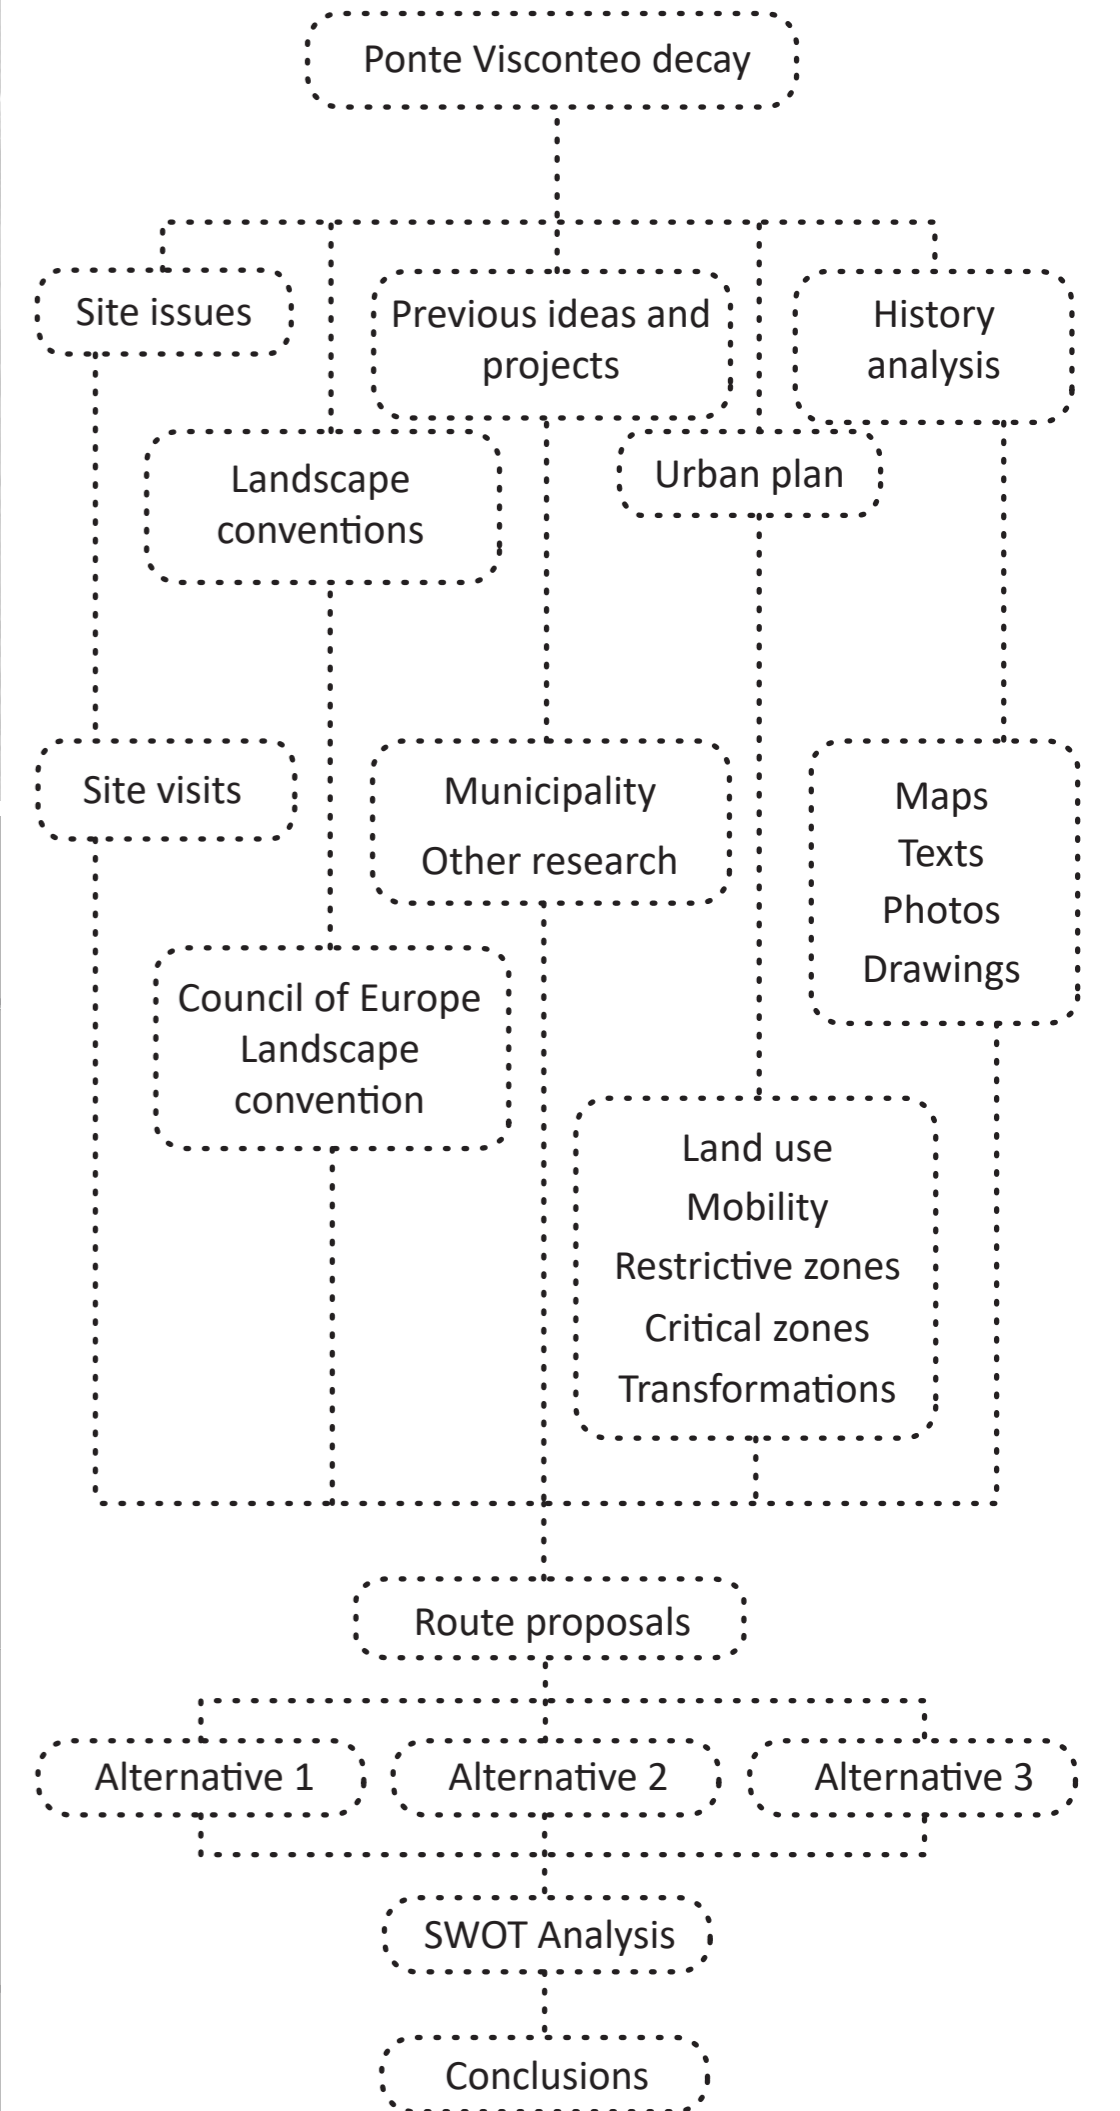 Ponte Visconteo decay
Site issues
Previous ideas and
projects
History
analysis
Landscape
conventions
Urban plan
Site visits
Municipality
Other research
Maps
Texts
Photos
Drawings
Council of Europe
Landscape
convention
Land use
Mobility
Restrictive zones
Critical zones
Transformations
Route proposals
Alternative 1
Alternative 2
Alternative 3
SWOT Analysis
Conclusions